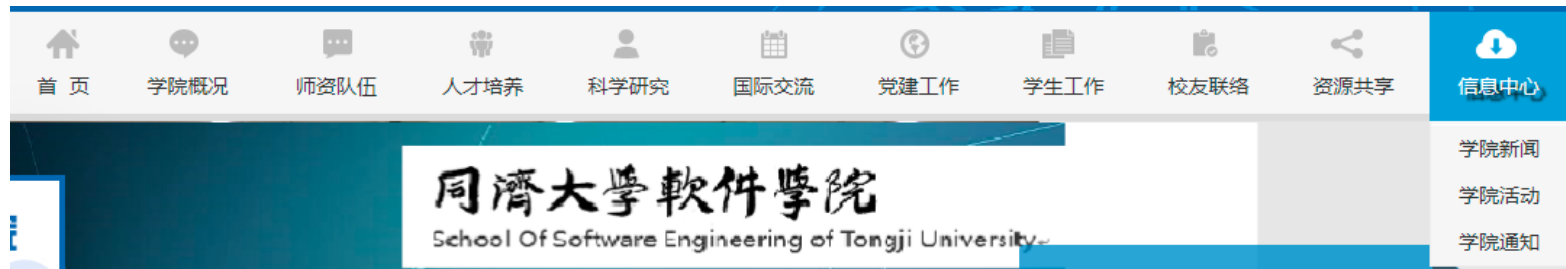 首 页 学院概况 师资队伍 人才培养 科学研究 国际交流 党建工作 学生工作 校友联络 资源共享 信息中心
学院新闻
同濟大學軟件學院
学院活动
School Of Software Engineering of Tongji University
学院通知